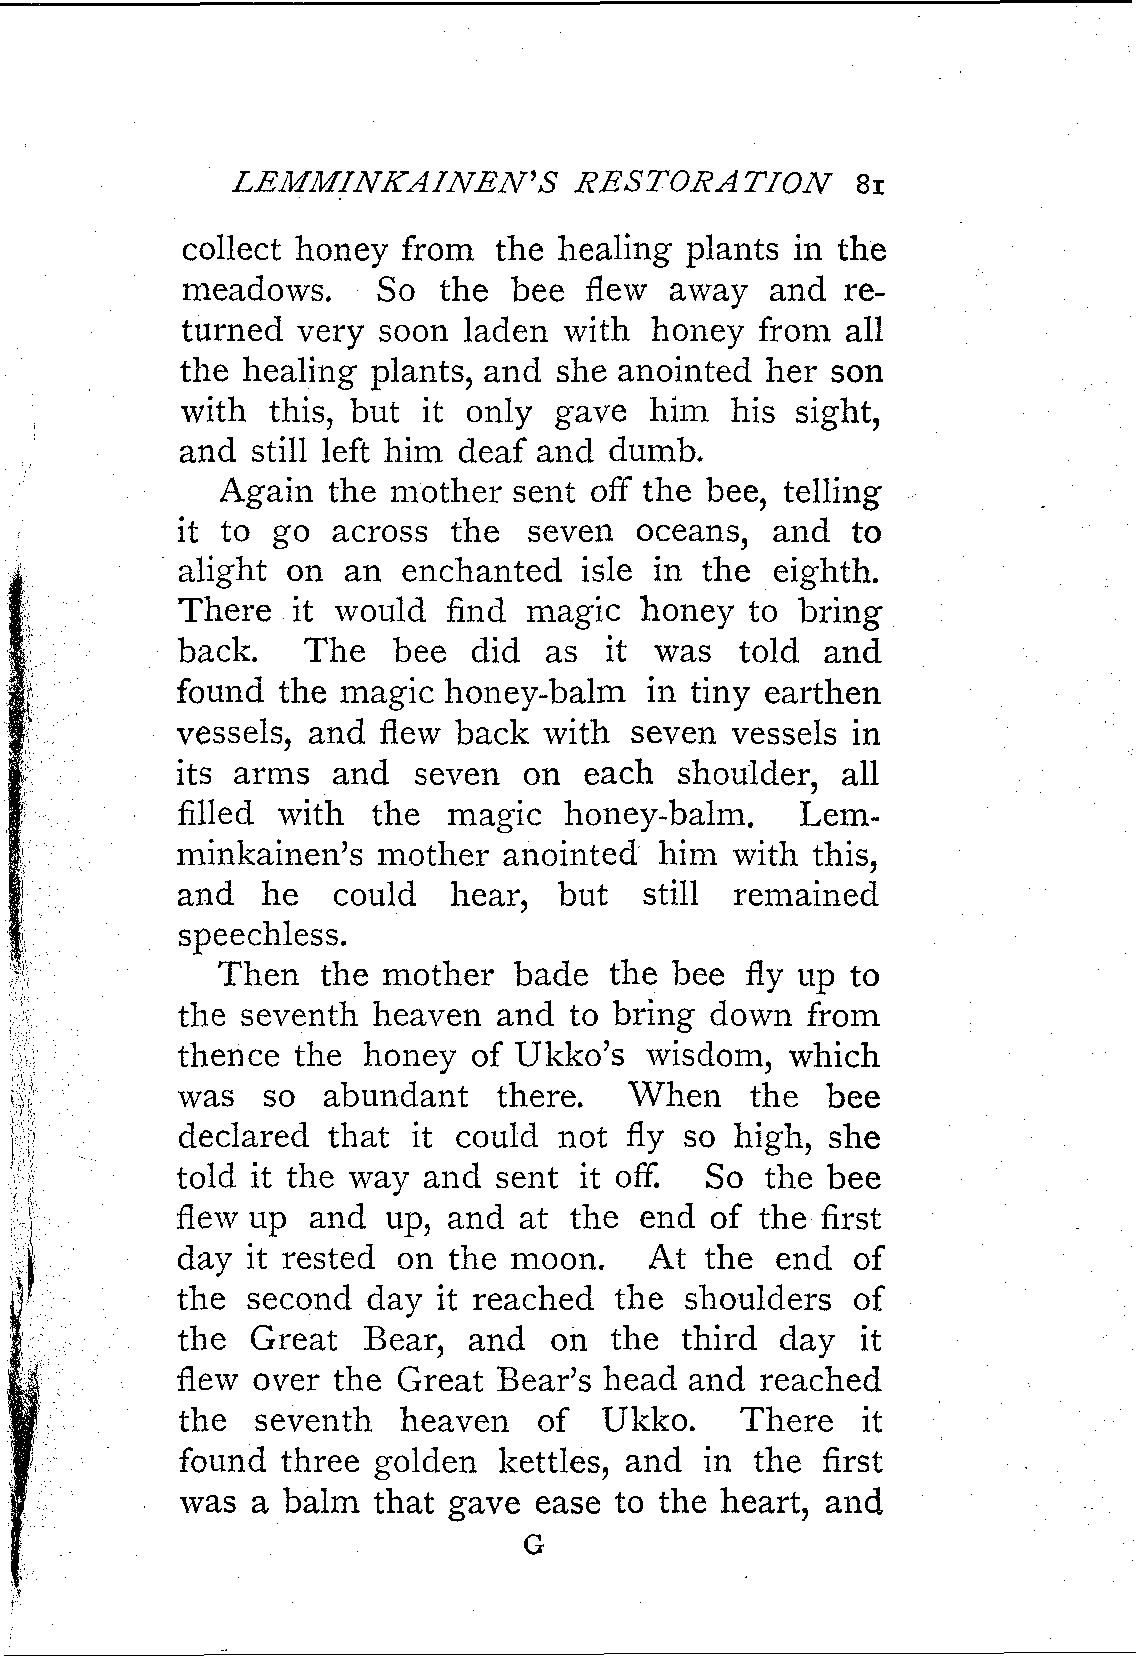 LEMMINKAINEN'S RESTORATION 81
collect honey from the healing plants in the
meadows. So the bee flew away and re-
turned very soon laden with honey from all
the healing plants, and she anointed her son
with this, but it only gave him his sight,
and still left him deaf and dumb.
Again the mother sent off the bee, telling
it to go across the seven oceans, and to
alight on an enchanted isle in the eighth.
There it would find magic honey to bring
back. The bee did as it was told and
found the magic honey-balm in tiny earthen
vessels, and flew back with seven vessels in
its arms and seven on each shoulder, all
filled with the magic honey-balm. Lem-
minkainen's mother anointed him with this,
and he could hear, but still remained
speechless.
Then the mother bade the bee fly up to
the seventh heaven and to bring down from
thence the honey of Ukko's wisdom, which
was so abundant there. When the bee
declared that it could not fly so high, she
told it the way and sent it off. So the bee
flew up and up, and at the end of the first
day it rested on the moon. At the end of
the second day it reached the shoulders of
the Great Bear, and on the third day it
flew over the Great Bear's head and reached
the seventh heaven of Ukko. There it
found three golden kettles, and in the first
was a balm that gave ease to the heart, and
G